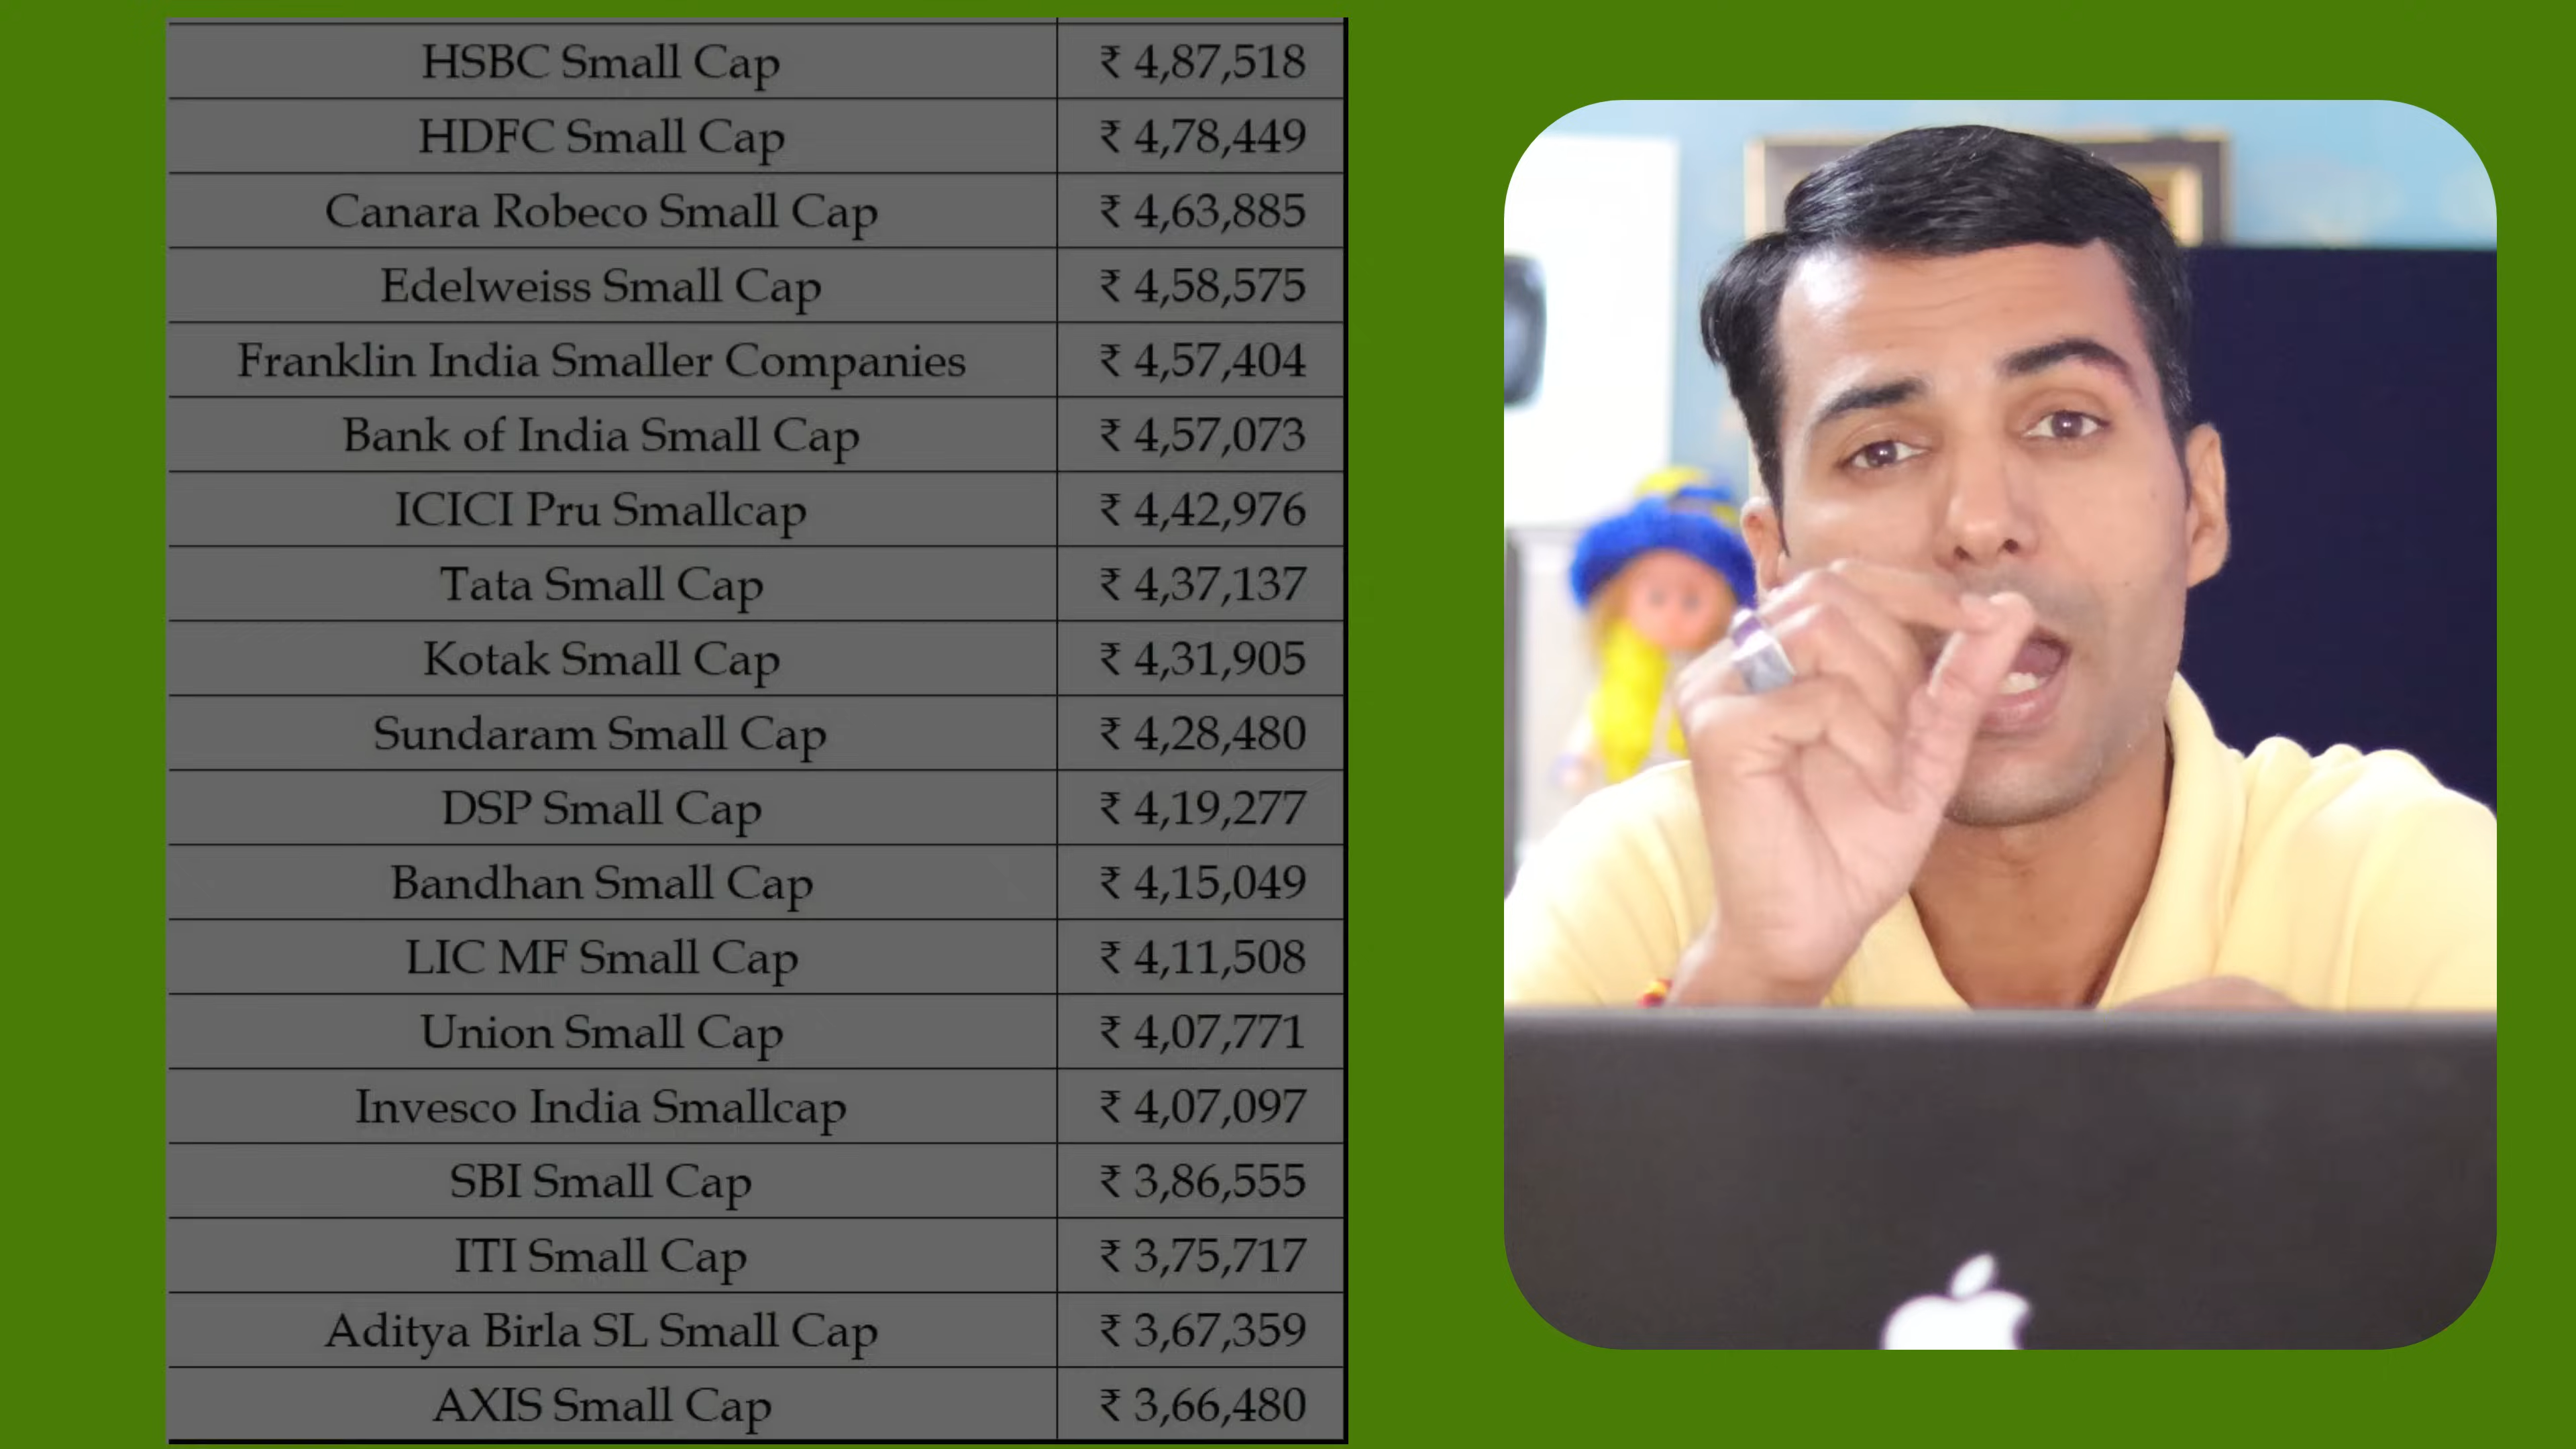 HSBC Small Cap ₹ 4,87,518
HDFC Small Cap ₹ 4,78,449
Canara Robeco Small Cap ₹ 4,63,885
Edelweiss Small Cap ₹ 4,58,575
Franklin India Smaller Companies ₹ 4,57,404
Bank of India Small Cap ₹ 4,57,073
ICICI Pru Smallcap ₹ 4,42,976
Tata Small Cap ₹ 4,37,137
Kotak Small Cap ₹ 4,31,905
Sundaram Small Cap ₹ 4,28,480
DSP Small Cap ₹ 4,19,277
Bandhan Small Cap ₹ 4,15,049
LIC MF Small Cap ₹ 4,11,508
Union Small Cap ₹ 4,07,771
Invesco India Smallcap ₹ 4,07,097
SBI Small Cap ₹ 3,86,555
ITI Small Cap ₹ 3,75,717
Aditya Birla SL Small Cap ₹ 3,67,359
AXIS Small Cap ₹ 3,66,480